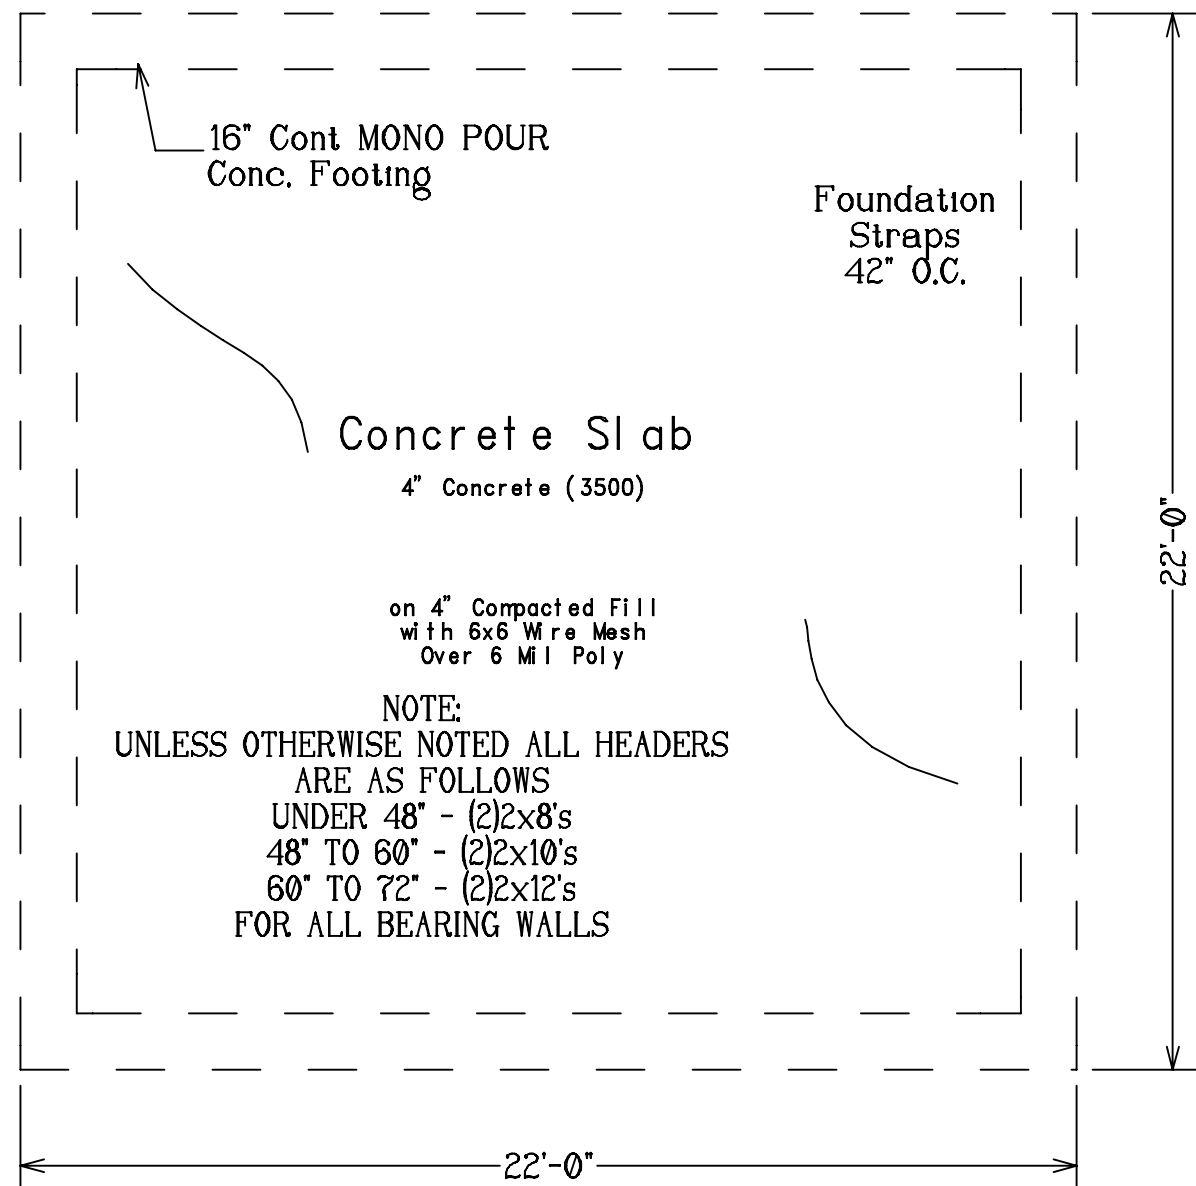 16" Cont MONO POUR
Conc. Footing
Foundation
Straps
42" O.C.
Concrete Slab
4" Concrete (3500)
on 4" Compacted Fill
with 6x6 Wire Mesh
Over 6 Mil Poly
NOTE:
UNLESS OTHERWISE NOTED ALL HEADERS
ARE AS FOLLOWS
UNDER 48" - (2)2x8's
48" TO 60" - (2)2x10's
60" TO 72" - (2)2x12's
FOR ALL BEARING WALLS
22'-0"
22'-0"